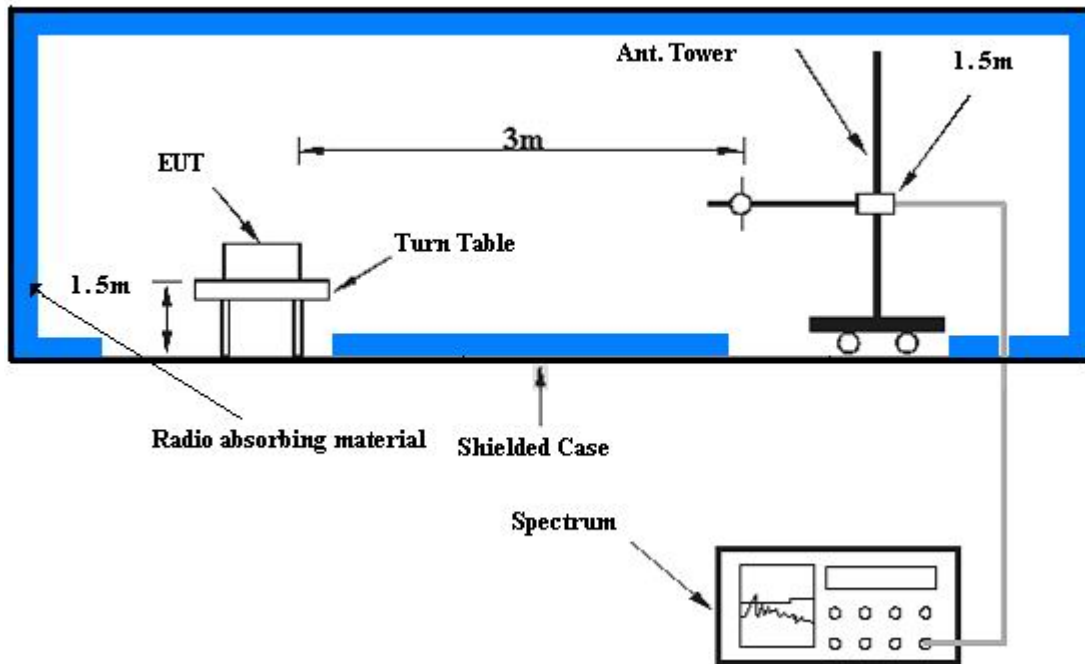 Ant. Tower
1.5m
3m
EUT
Turn Table
1.5m
Radio absorbing material
Shielded Case
Spectrum